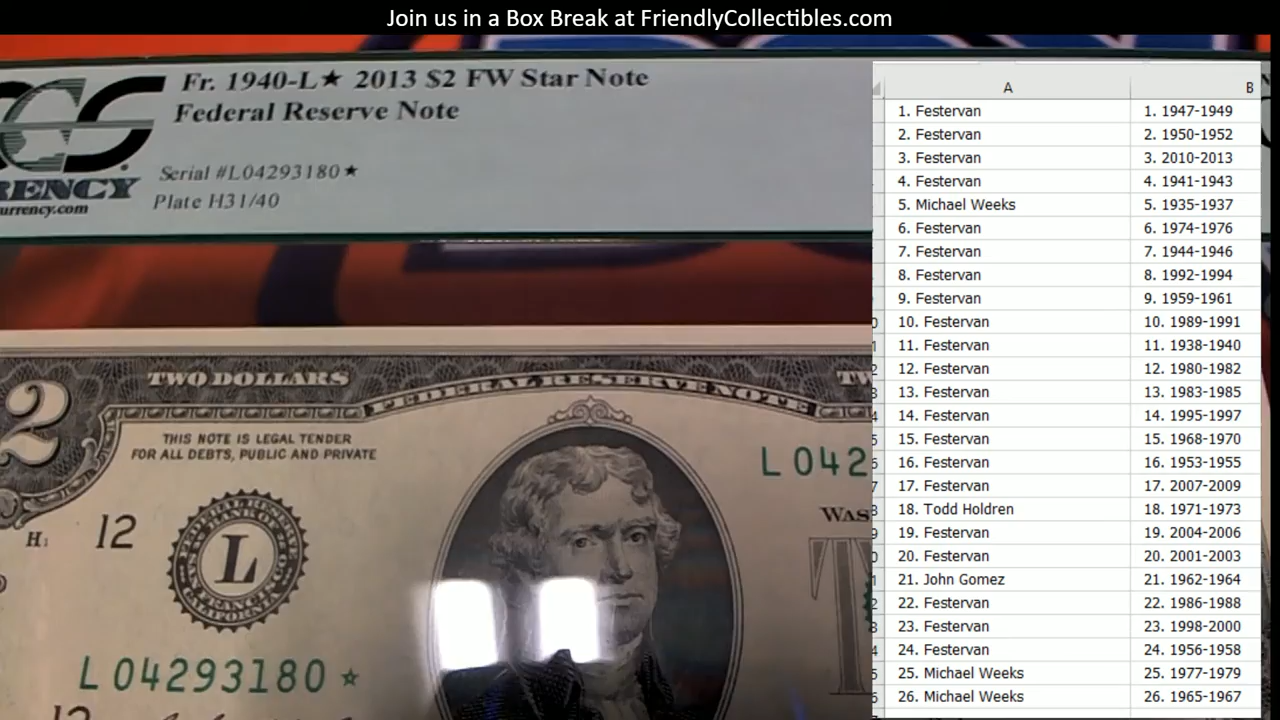 Join us in a Box Break at FriendlyCollectibles.com
Fr. 1940-L★ 2013 $2 FW Star Note
Federal Reserve Note
Serial #L04293180★
Plate H31/40
TWO DOLLARS
FEDERAL RESERVE NOTE
TW
2
THIS NOTE IS LEGAL TENDER
FOR ALL DEBTS, PUBLIC AND PRIVATE
L 042
WAS
H1 12
L
L 04293180 ★
12
A B
1. Festervan 1. 1947-1949
2. Festervan 2. 1950-1952
3. Festervan 3. 2010-2013
4. Festervan 4. 1941-1943
5. Michael Weeks 5. 1935-1937
6. Festervan 6. 1974-1976
7. Festervan 7. 1944-1946
8. Festervan 8. 1992-1994
9. Festervan 9. 1959-1961
10. Festervan 10. 1989-1991
11. Festervan 11. 1938-1940
12. Festervan 12. 1980-1982
13. Festervan 13. 1983-1985
14. Festervan 14. 1995-1997
15. Festervan 15. 1968-1970
16. Festervan 16. 1953-1955
17. Festervan 17. 2007-2009
18. Todd Holdren 18. 1971-1973
19. Festervan 19. 2004-2006
20. Festervan 20. 2001-2003
21. John Gomez 21. 1962-1964
22. Festervan 22. 1986-1988
23. Festervan 23. 1998-2000
24. Festervan 24. 1956-1958
25. Michael Weeks 25. 1977-1979
26. Michael Weeks 26. 1965-1967